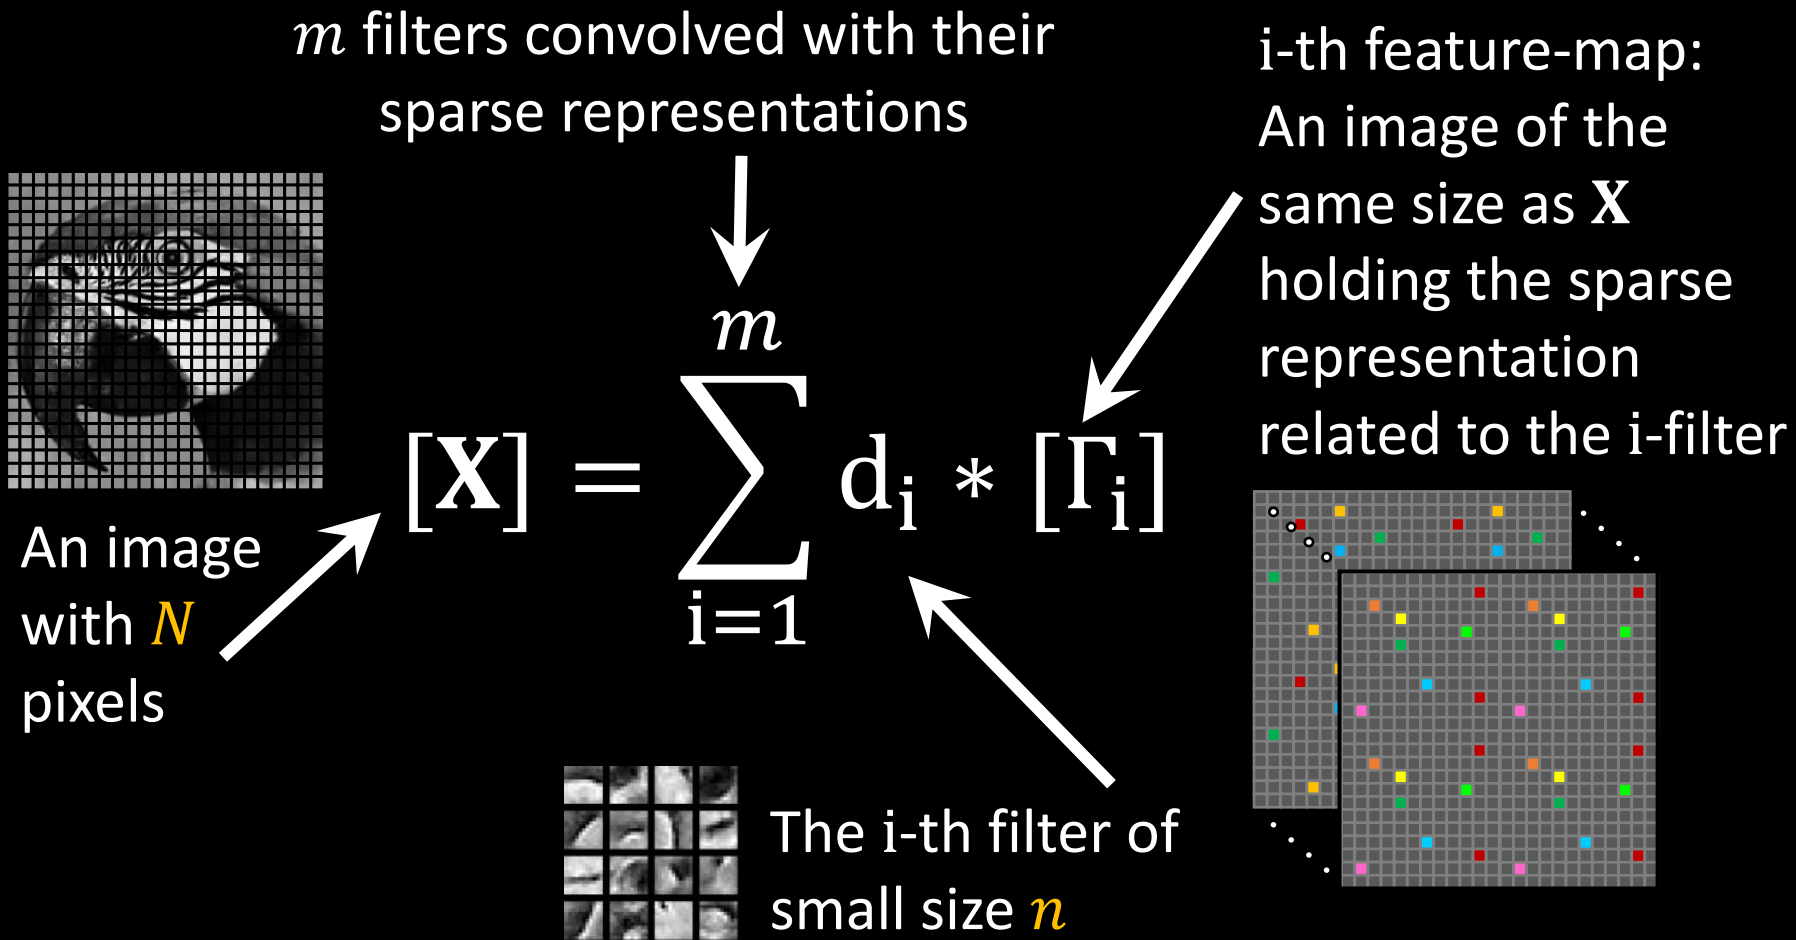 m filters convolved with their
sparse representations
i-th feature-map:
An image of the
same size as X
holding the sparse
representation
related to the i-filter
[X] = ∑ᵢ₌₁ᵐ dᵢ ∗ [Γᵢ]
An image
with N
pixels
The i-th filter of
small size n